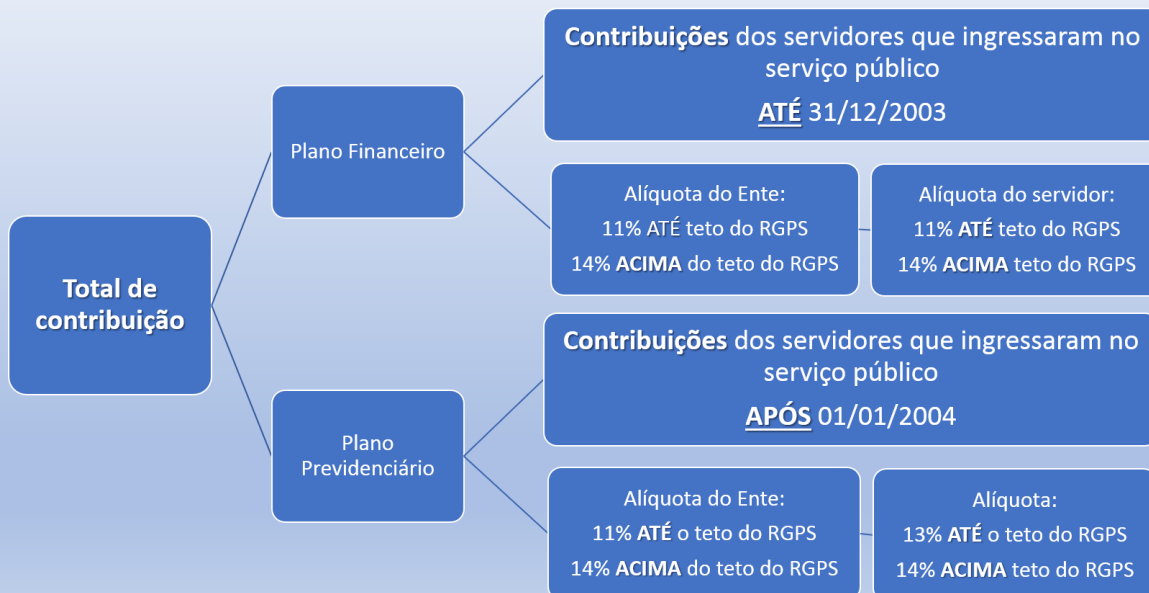 Contribuições dos servidores que ingressaram no
serviço público
ATÉ 31/12/2003
Plano Financeiro
Alíquota do Ente:
11% ATÉ teto do RGPS
14% ACIMA do teto do RGPS
Alíquota do servidor:
11% ATÉ teto do RGPS
14% ACIMA teto do RGPS
Total de
contribuição
Contribuições dos servidores que ingressaram no
serviço público
APÓS 01/01/2004
Plano
Previdenciário
Alíquota do Ente:
11% ATÉ o teto do RGPS
14% ACIMA do teto do RGPS
Alíquota:
13% ATÉ o teto do RGPS
14% ACIMA teto do RGPS